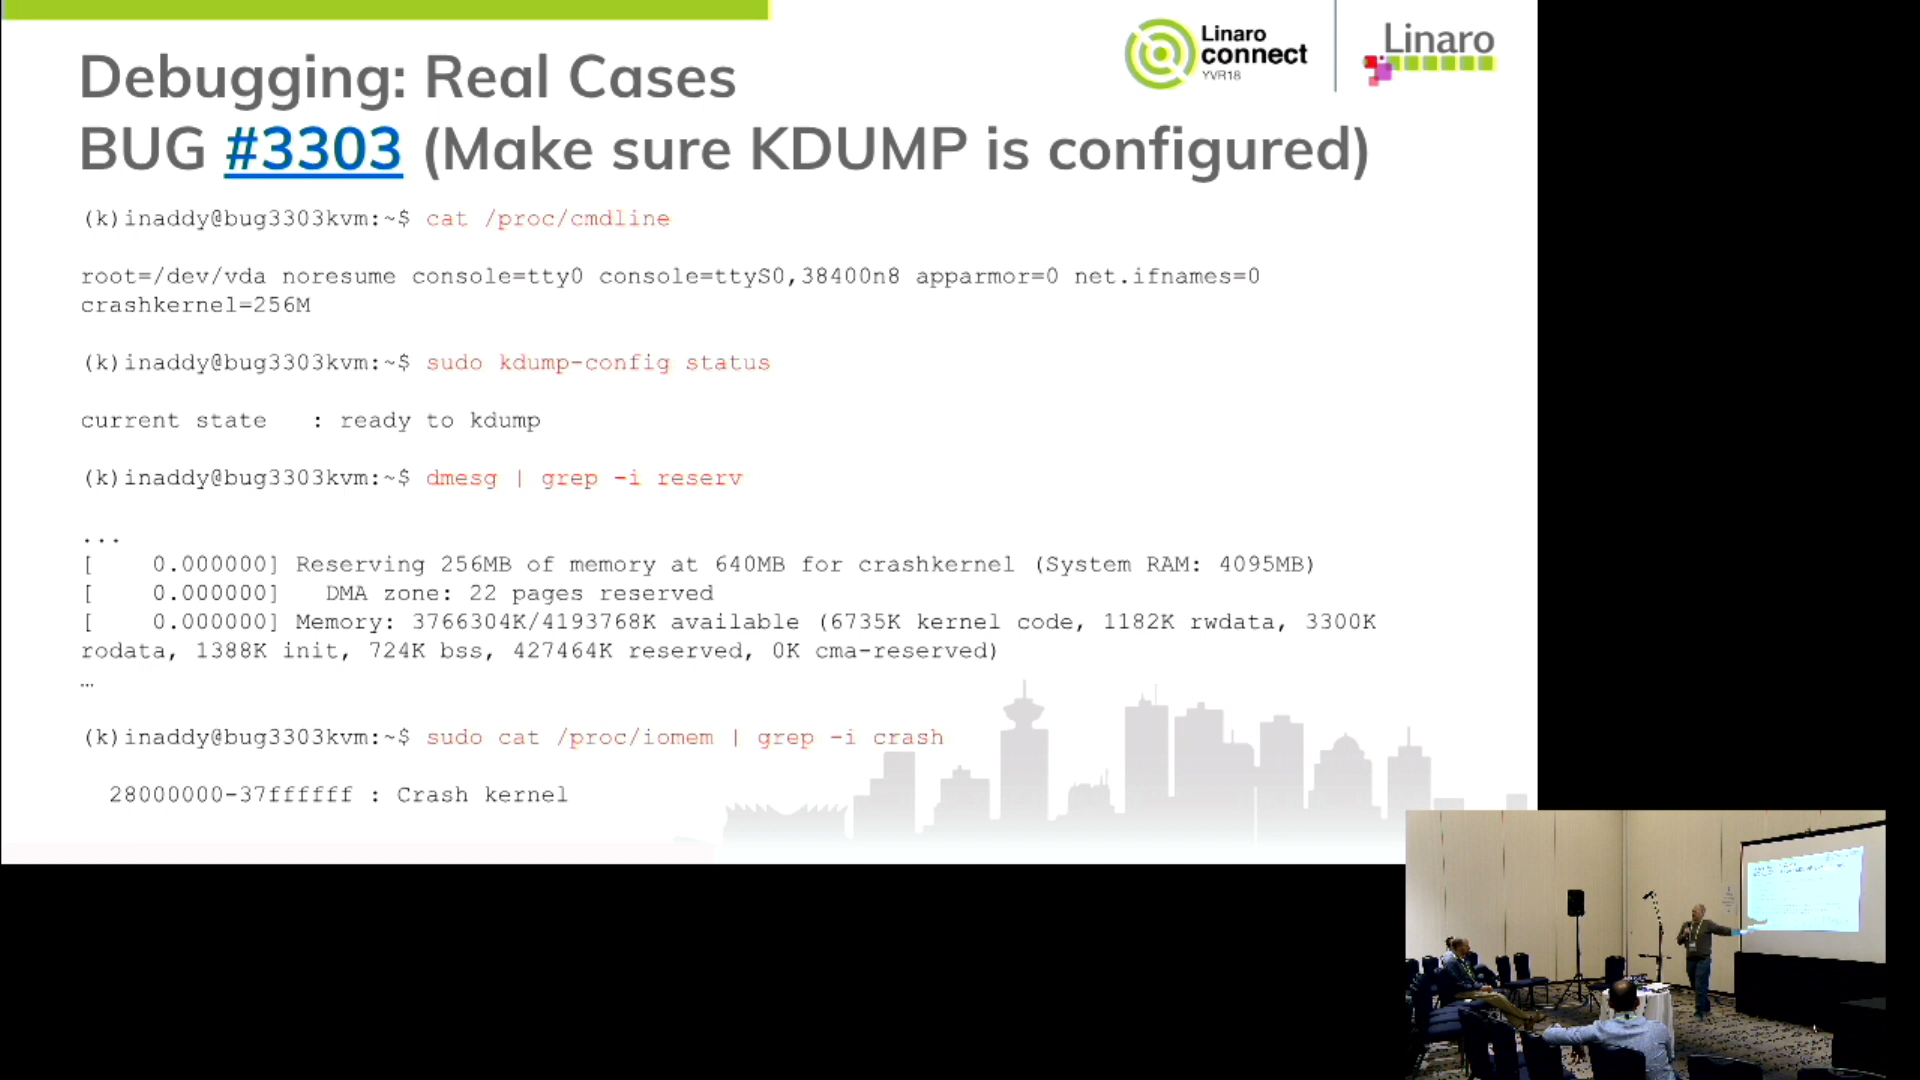 Linaro
connect
YVR18
Linaro
Debugging: Real Cases
BUG #3303 (Make sure KDUMP is configured)
(k)inaddy@bug3303kvm:~$ cat /proc/cmdline
root=/dev/vda noresume console=tty0 console=ttyS0,38400n8 apparmor=0 net.ifnames=0
crashkernel=256M
(k)inaddy@bug3303kvm:~$ sudo kdump-config status
current state   : ready to kdump
(k)inaddy@bug3303kvm:~$ dmesg | grep -i reserv
...
[    0.000000] Reserving 256MB of memory at 640MB for crashkernel (System RAM: 4095MB)
[    0.000000]   DMA zone: 22 pages reserved
[    0.000000] Memory: 3766304K/4193768K available (6735K kernel code, 1182K rwdata, 3300K
rodata, 1388K init, 724K bss, 427464K reserved, 0K cma-reserved)
…
(k)inaddy@bug3303kvm:~$ sudo cat /proc/iomem | grep -i crash
  28000000-37ffffff : Crash kernel